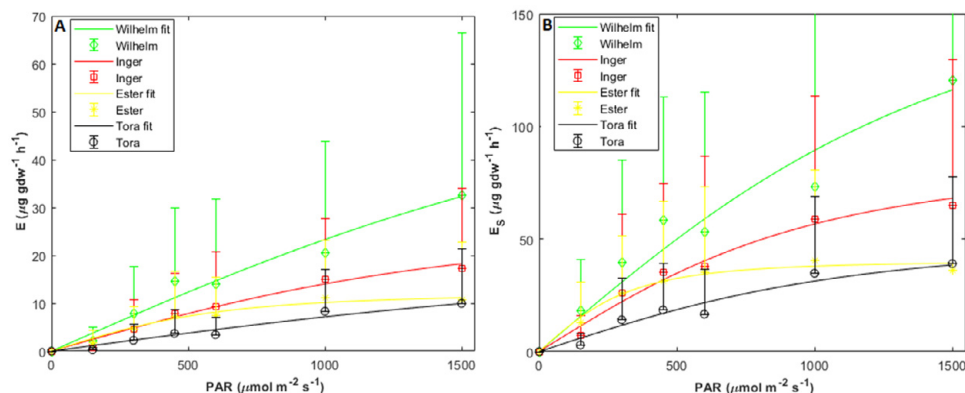 A
70
60
50
40
30
20
10
0
E (μg gdw⁻¹ h⁻¹)
Wilhelm fit
Wilhelm
Inger
Inger
Ester fit
Ester
Tora fit
Tora
0 500 1000 1500
PAR (μmol m⁻² s⁻¹)
B
150
100
50
0
E_S (μg gdw⁻¹ h⁻¹)
Wilhelm fit
Wilhelm
Inger
Inger
Ester fit
Ester
Tora fit
Tora
0 500 1000 1500
PAR (μmol m⁻² s⁻¹)